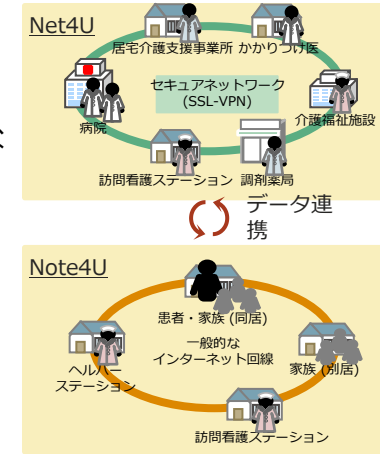 Net4U
居宅介護支援事業所 かかりつけ医
セキュアネットワーク
(SSL-VPN)
病院
介護福祉施設
訪問看護ステーション 調剤薬局
データ連
携
Note4U
患者・家族 (同居)
一般的な
インターネット回線
ヘルパー
ステーション
家族 (別居)
訪問看護ステーション